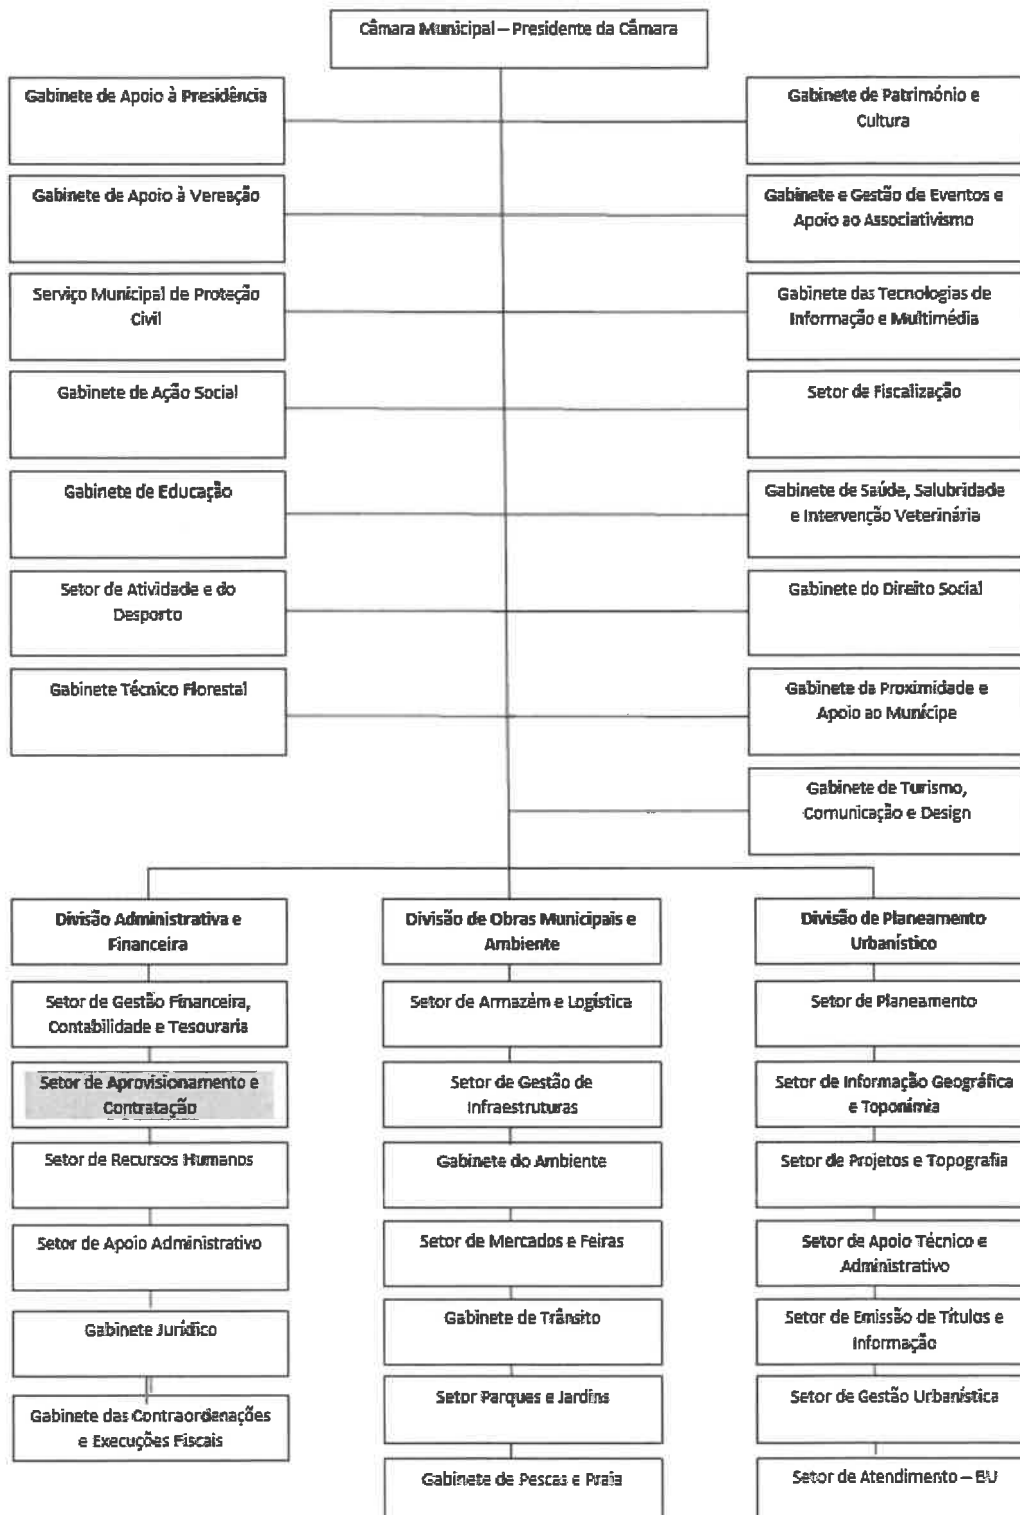 Câmara Municipal – Presidente da Câmara
Gabinete de Apoio à Presidência
Gabinete de Património e
Cultura
Gabinete de Apoio à Vereação
Gabinete e Gestão de Eventos e
Apoio ao Associativismo
Serviço Municipal de Proteção
Civil
Gabinete das Tecnologias de
Informação e Multimédia
Gabinete de Ação Social
Setor de Fiscalização
Gabinete de Educação
Gabinete de Saúde, Salubridade
e Intervenção Veterinária
Setor de Atividade e do
Desporto
Gabinete do Direito Social
Gabinete Técnico Florestal
Gabinete da Proximidade e
Apoio ao Munícipe
Gabinete de Turismo,
Comunicação e Design
Divisão Administrativa e
Financeira
Setor de Gestão Financeira,
Contabilidade e Tesouraria
Setor de Aprovisionamento e
Contratação
Setor de Recursos Humanos
Setor de Apoio Administrativo
Gabinete Jurídico
Gabinete das Contraordenações
e Execuções Fiscais
Divisão de Obras Municipais e
Ambiente
Setor de Armazém e Logística
Setor de Gestão de
Infraestruturas
Gabinete do Ambiente
Setor de Mercados e Feiras
Gabinete de Trânsito
Setor Parques e Jardins
Gabinete de Pescas e Praia
Divisão de Planeamento
Urbanístico
Setor de Planeamento
Setor de Informação Geográfica
e Toponímia
Setor de Projetos e Topografia
Setor de Apoio Técnico e
Administrativo
Setor de Emissão de Títulos e
Informação
Setor de Gestão Urbanística
Setor de Atendimento – BU